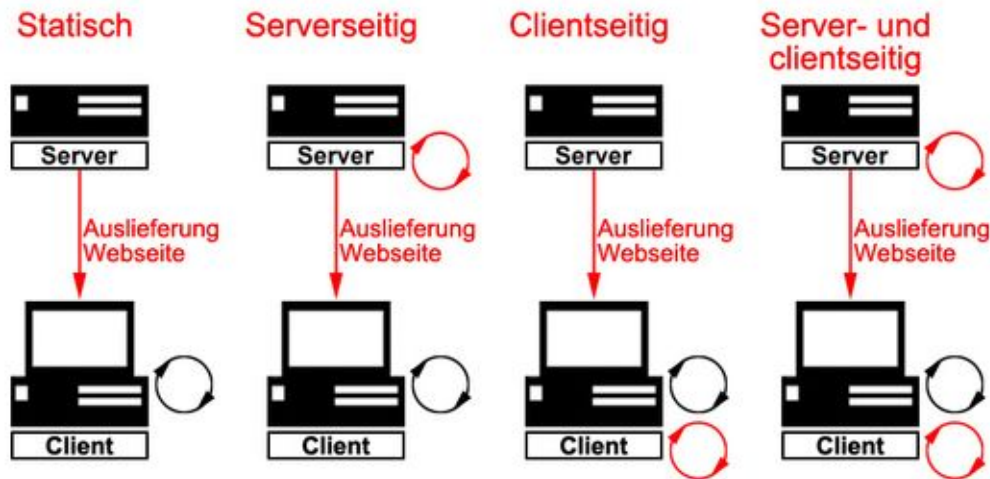 Statisch
Serverseitig
Clientseitig
Server- und
clientseitig
Server
Server
Server
Server
Auslieferung
Webseite
Auslieferung
Webseite
Auslieferung
Webseite
Auslieferung
Webseite
Client
Client
Client
Client